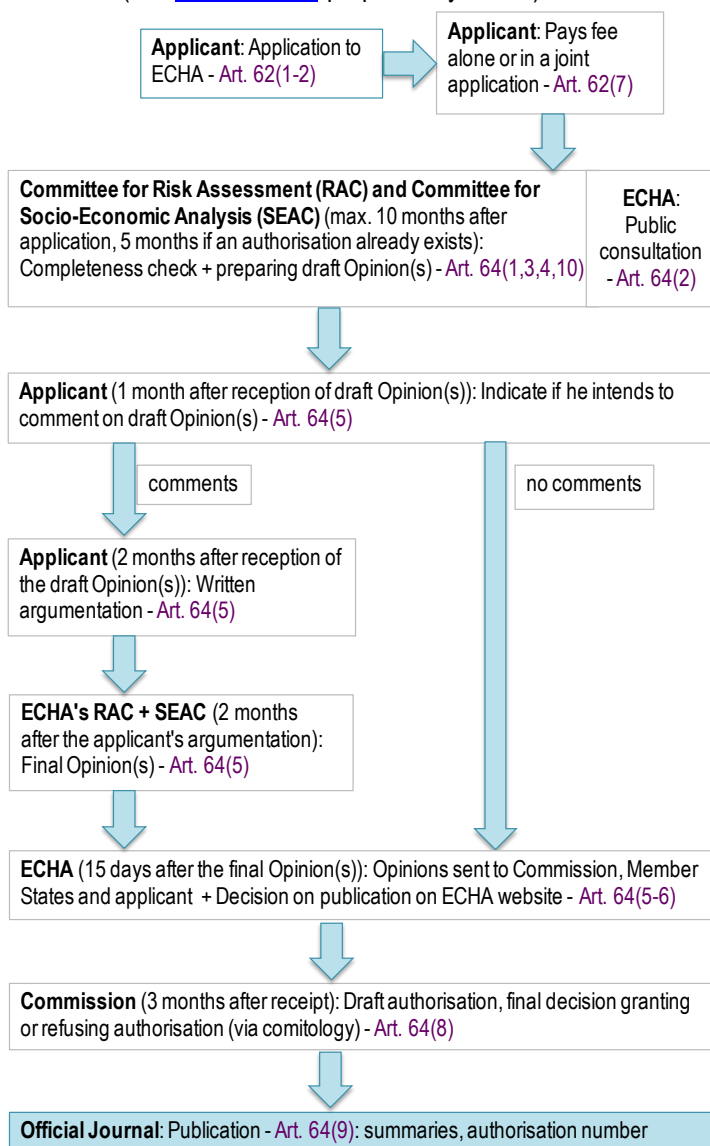 Applicant: Application to
ECHA - Art. 62(1-2)
Applicant: Pays fee
alone or in a joint
application - Art. 62(7)
Committee for Risk Assessment (RAC) and Committee for
Socio-Economic Analysis (SEAC) (max. 10 months after
application, 5 months if an authorisation already exists):
Completeness check + preparing draft Opinion(s) - Art. 64(1,3,4,10)
ECHA:
Public
consultation
- Art. 64(2)
Applicant (1 month after reception of draft Opinion(s)): Indicate if he intends to
comment on draft Opinion(s) - Art. 64(5)
comments
no comments
Applicant (2 months after reception of
the draft Opinion(s)): Written
argumentation - Art. 64(5)
ECHA's RAC + SEAC (2 months
after the applicant's argumentation):
Final Opinion(s) - Art. 64(5)
ECHA (15 days after the final Opinion(s)): Opinions sent to Commission, Member
States and applicant + Decision on publication on ECHA website - Art. 64(5-6)
Commission (3 months after receipt): Draft authorisation, final decision granting
or refusing authorisation (via comitology) - Art. 64(8)
Official Journal: Publication - Art. 64(9): summaries, authorisation number